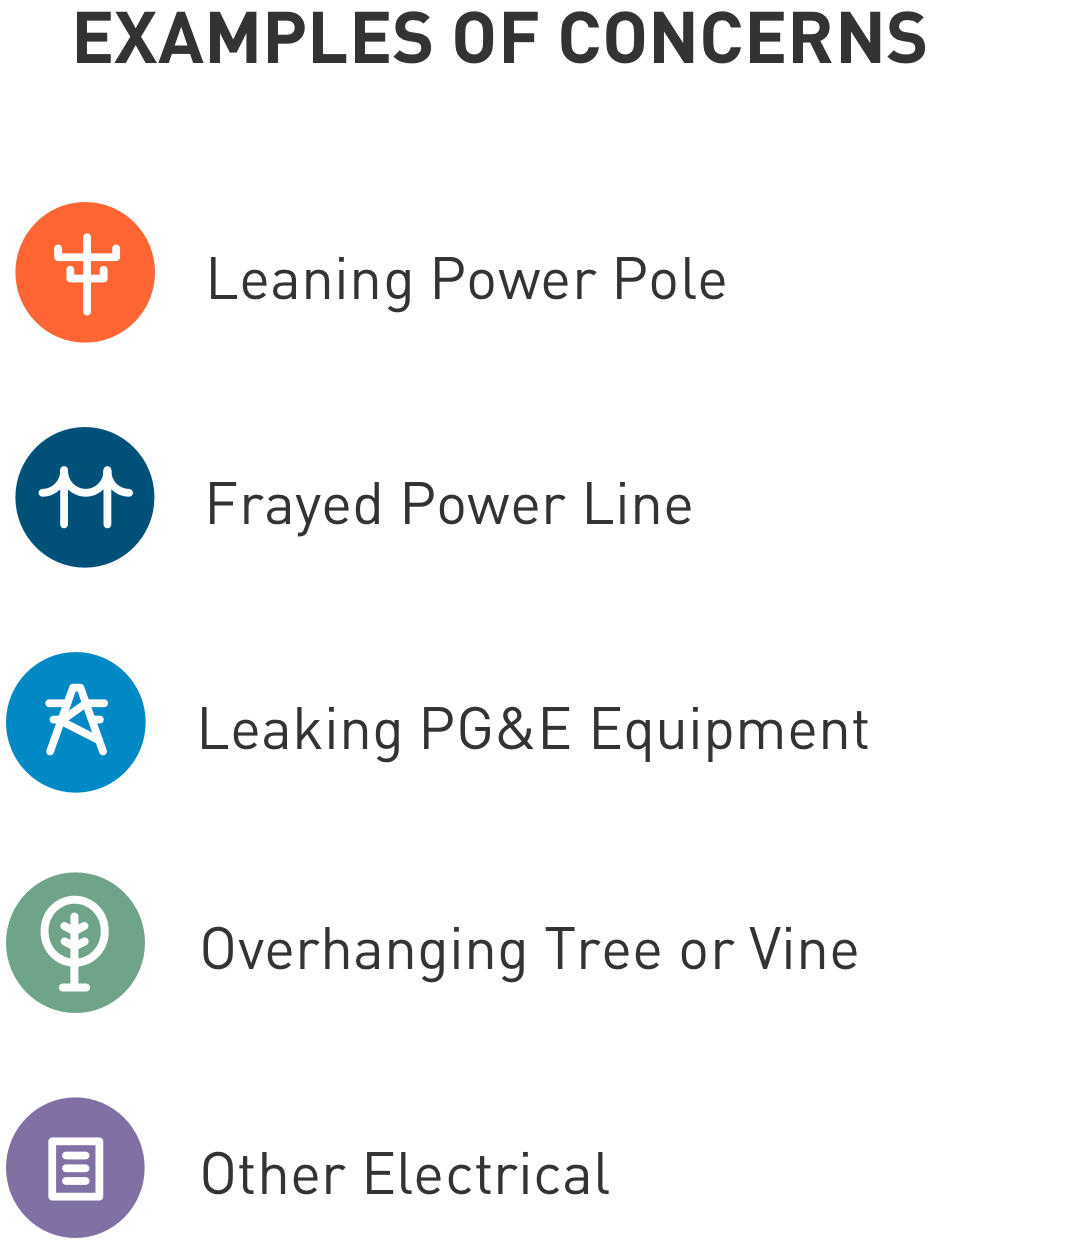 EXAMPLES OF CONCERNS
Leaning Power Pole
Frayed Power Line
Leaking PG&E Equipment
Overhanging Tree or Vine
Other Electrical